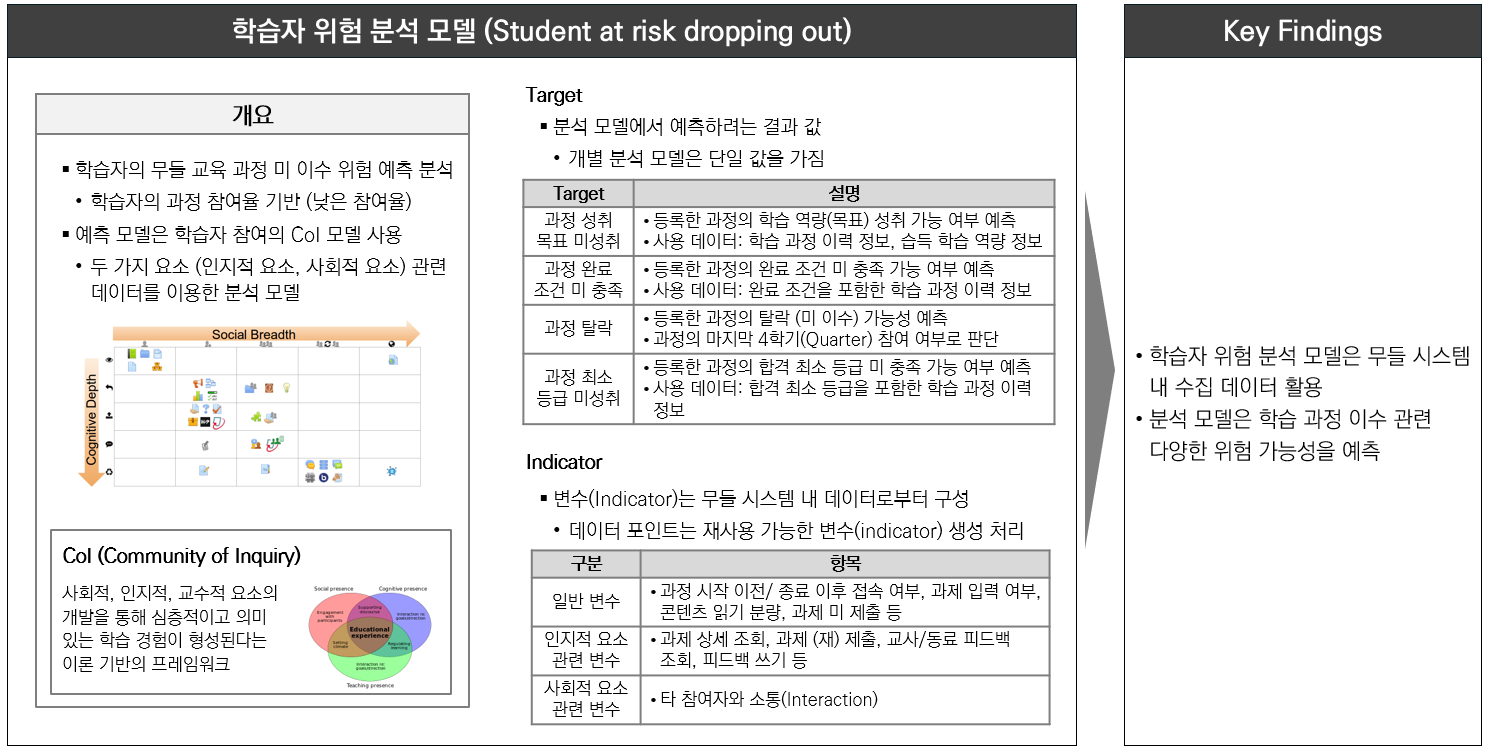 학습자 위험 분석 모델 (Student at risk dropping out)
개요
▪ 학습자의 무들 교육 과정 미 이수 위험 예측 분석
• 학습자의 과정 참여율 기반 (낮은 참여율)
▪ 예측 모델은 학습자 참여의 CoI 모델 사용
• 두 가지 요소 (인지적 요소, 사회적 요소) 관련
데이터를 이용한 분석 모델
Social Breadth
Cognitive Depth
CoI (Community of Inquiry)
사회적, 인지적, 교수적 요소의
개발을 통해 심층적이고 의미
있는 학습 경험이 형성된다는
이론 기반의 프레임워크
Social presence
Cognitive presence
Supporting
discourse
Engagement
with
participants
Interaction re:
goals/direction
Educational
experience
Setting
climate
Regulating
learning
Interaction re:
goals/direction
Teaching presence
Target
▪ 분석 모델에서 예측하려는 결과 값
• 개별 분석 모델은 단일 값을 가짐
Target 설명
과정 성취
목표 미성취
• 등록한 과정의 학습 역량(목표) 성취 가능 여부 예측
• 사용 데이터: 학습 과정 이력 정보, 습득 학습 역량 정보
과정 완료
조건 미 충족
• 등록한 과정의 완료 조건 미 충족 가능 여부 예측
• 사용 데이터: 완료 조건을 포함한 학습 과정 이력 정보
과정 탈락
• 등록한 과정의 탈락 (미 이수) 가능성 예측
• 과정의 마지막 4학기(Quarter) 참여 여부로 판단
과정 최소
등급 미성취
• 등록한 과정의 합격 최소 등급 미 충족 가능 여부 예측
• 사용 데이터: 합격 최소 등급을 포함한 학습 과정 이력
정보
Indicator
▪ 변수(Indicator)는 무들 시스템 내 데이터로부터 구성
• 데이터 포인트는 재사용 가능한 변수(indicator) 생성 처리
구분 항목
일반 변수
• 과정 시작 이전/ 종료 이후 접속 여부, 과제 입력 여부,
콘텐츠 읽기 분량, 과제 미 제출 등
인지적 요소
관련 변수
• 과제 상세 조회, 과제 (재) 제출, 교사/동료 피드백
조회, 피드백 쓰기 등
사회적 요소
관련 변수
• 타 참여자와 소통(Interaction)
Key Findings
• 학습자 위험 분석 모델은 무들 시스템
내 수집 데이터 활용
• 분석 모델은 학습 과정 이수 관련
다양한 위험 가능성을 예측